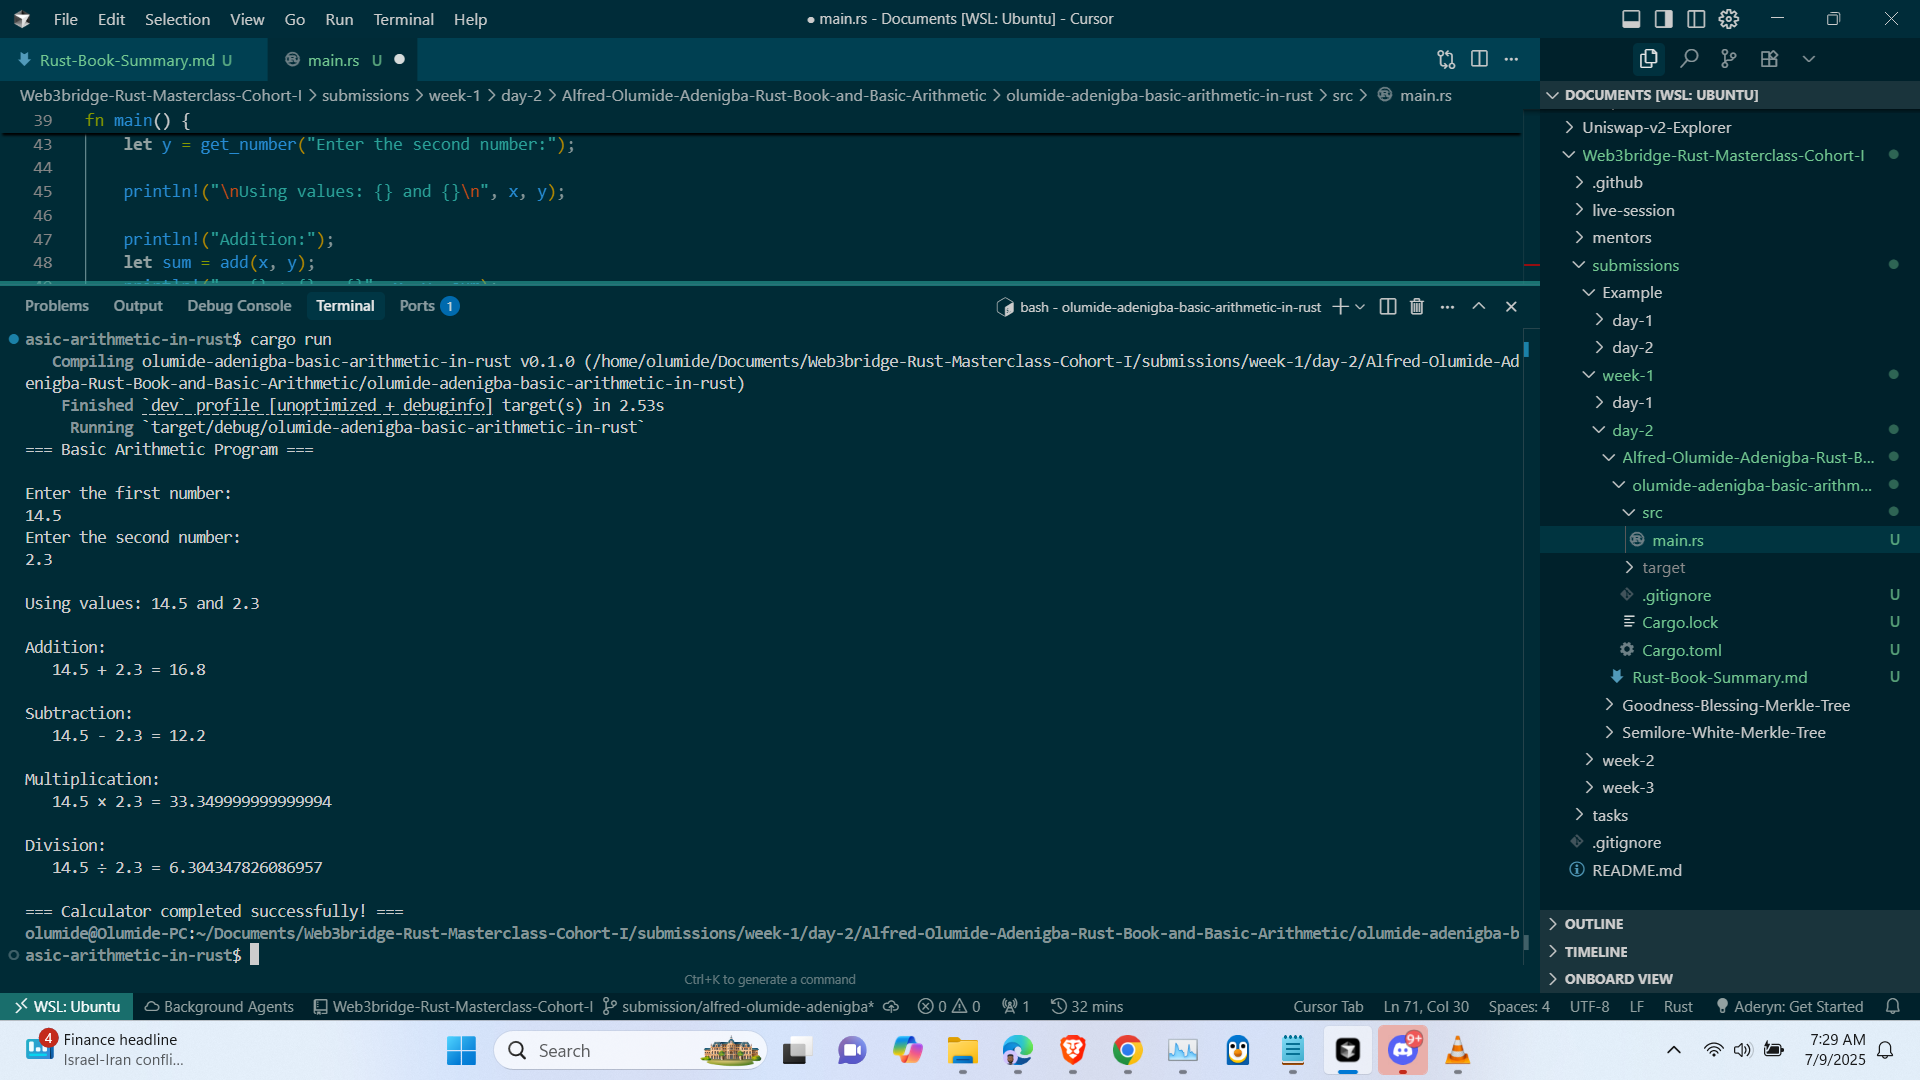 File Edit Selection View Go Run Terminal Help
● main.rs - Documents [WSL: Ubuntu] - Cursor
Rust-Book-Summary.md U
main.rs U ●
Web3bridge-Rust-Masterclass-Cohort-I > submissions > week-1 > day-2 > Alfred-Olumide-Adenigba-Rust-Book-and-Basic-Arithmetic > olumide-adenigba-basic-arithmetic-in-rust > src > main.rs
39 fn main() {
43 let y = get_number("Enter the second number:");
44
45 println!("\nUsing values: {} and {}\n", x, y);
46
47 println!("Addition:");
48 let sum = add(x, y);
Problems Output Debug Console Terminal Ports 1
bash - olumide-adenigba-basic-arithmetic-in-rust
asic-arithmetic-in-rust$ cargo run
Compiling olumide-adenigba-basic-arithmetic-in-rust v0.1.0 (/home/olumide/Documents/Web3bridge-Rust-Masterclass-Cohort-I/submissions/week-1/day-2/Alfred-Olumide-Ad
enigba-Rust-Book-and-Basic-Arithmetic/olumide-adenigba-basic-arithmetic-in-rust)
Finished `dev` profile [unoptimized + debuginfo] target(s) in 2.53s
Running `target/debug/olumide-adenigba-basic-arithmetic-in-rust`
=== Basic Arithmetic Program ===
Enter the first number:
14.5
Enter the second number:
2.3
Using values: 14.5 and 2.3
Addition:
14.5 + 2.3 = 16.8
Subtraction:
14.5 - 2.3 = 12.2
Multiplication:
14.5 × 2.3 = 33.349999999999994
Division:
14.5 ÷ 2.3 = 6.304347826086957
=== Calculator completed successfully! ===
olumide@Olumide-PC:~/Documents/Web3bridge-Rust-Masterclass-Cohort-I/submissions/week-1/day-2/Alfred-Olumide-Adenigba-Rust-Book-and-Basic-Arithmetic/olumide-adenigba-b
asic-arithmetic-in-rust$
Ctrl+K to generate a command
DOCUMENTS [WSL: UBUNTU]
Uniswap-v2-Explorer
Web3bridge-Rust-Masterclass-Cohort-I
.github
live-session
mentors
submissions
Example
day-1
day-2
week-1
day-1
day-2
Alfred-Olumide-Adenigba-Rust-B...
olumide-adenigba-basic-arithm...
src
main.rs U
target
.gitignore U
Cargo.lock U
Cargo.toml U
Rust-Book-Summary.md U
Goodness-Blessing-Merkle-Tree
Semilore-White-Merkle-Tree
week-2
week-3
tasks
.gitignore
README.md
OUTLINE
TIMELINE
ONBOARD VIEW
WSL: Ubuntu Background Agents Web3bridge-Rust-Masterclass-Cohort-I submission/alfred-olumide-adenigba* 0 0 1 32 mins Cursor Tab Ln 71, Col 30 Spaces: 4 UTF-8 LF Rust Aderyn: Get Started
4
Finance headline
Israel-Iran confli...
Search
9+
7:29 AM
7/9/2025